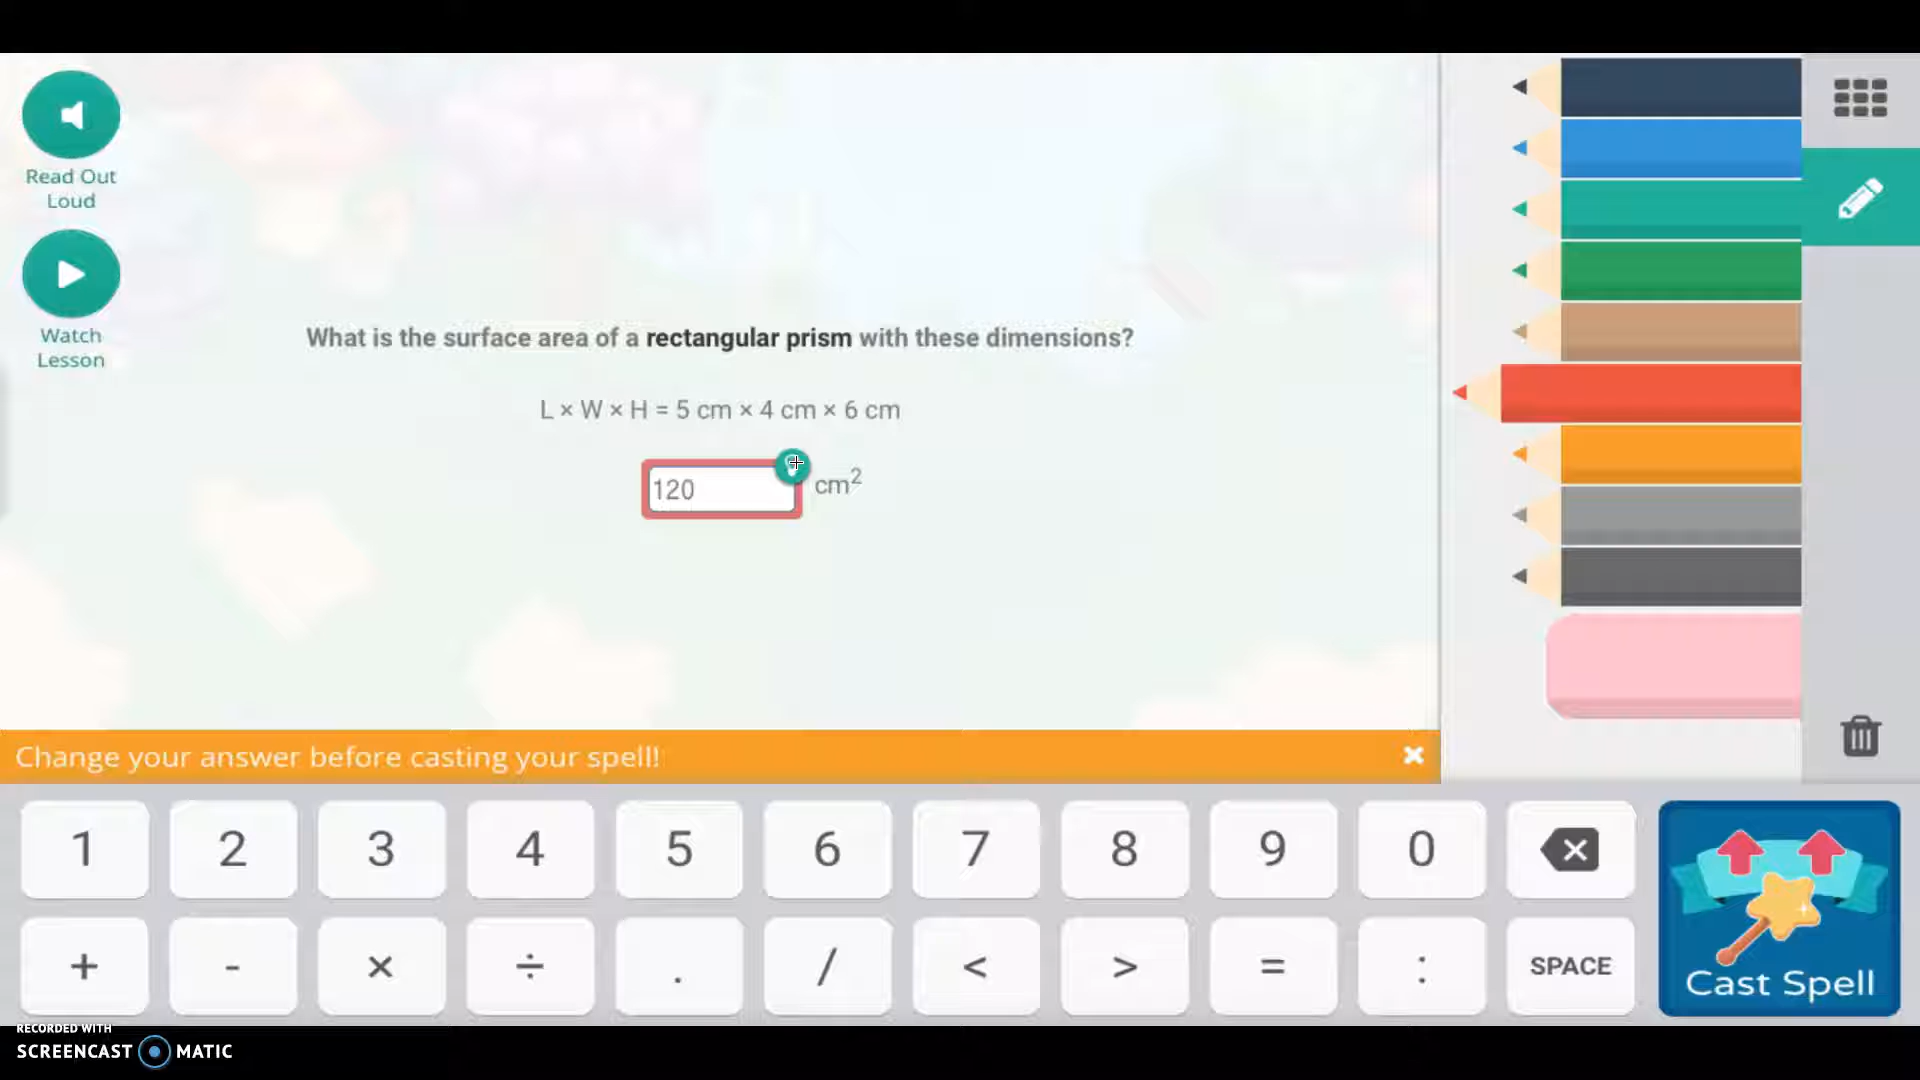 Read Out
Loud
Watch
Lesson
What is the surface area of a rectangular prism with these dimensions?
L × W × H = 5 cm × 4 cm × 6 cm
120 cm²
Change your answer before casting your spell!
1 2 3 4 5 6 7 8 9 0
+ - × ÷ . / < > = : SPACE
Cast Spell
RECORDED WITH
SCREENCAST MATIC